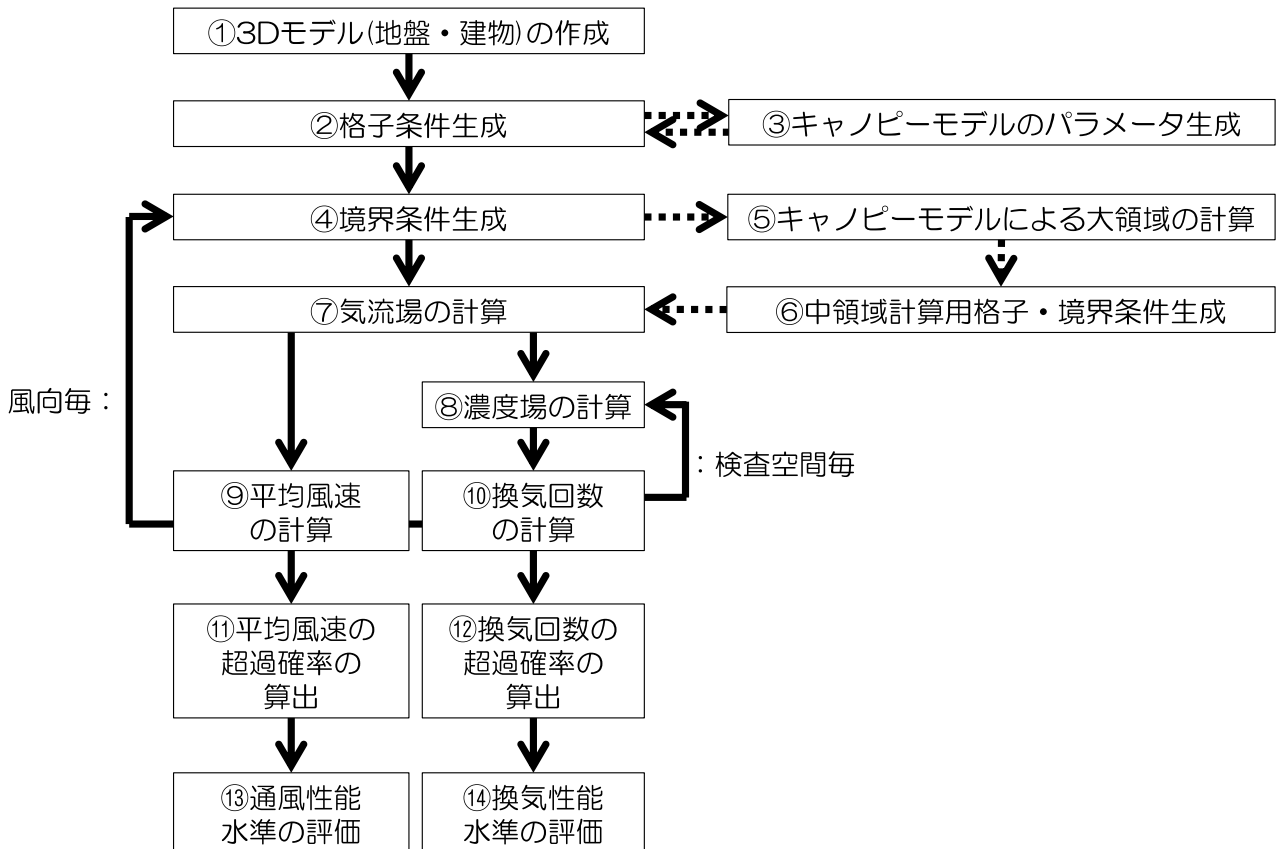 ①3Dモデル(地盤・建物)の作成
②格子条件生成
③キャノピーモデルのパラメータ生成
④境界条件生成
⑤キャノピーモデルによる大領域の計算
⑦気流場の計算
⑥中領域計算用格子・境界条件生成
風向毎：
⑧濃度場の計算
：検査空間毎
⑨平均風速
の計算
⑩換気回数
の計算
⑪平均風速の
超過確率の
算出
⑫換気回数の
超過確率の
算出
⑬通風性能
水準の評価
⑭換気性能
水準の評価